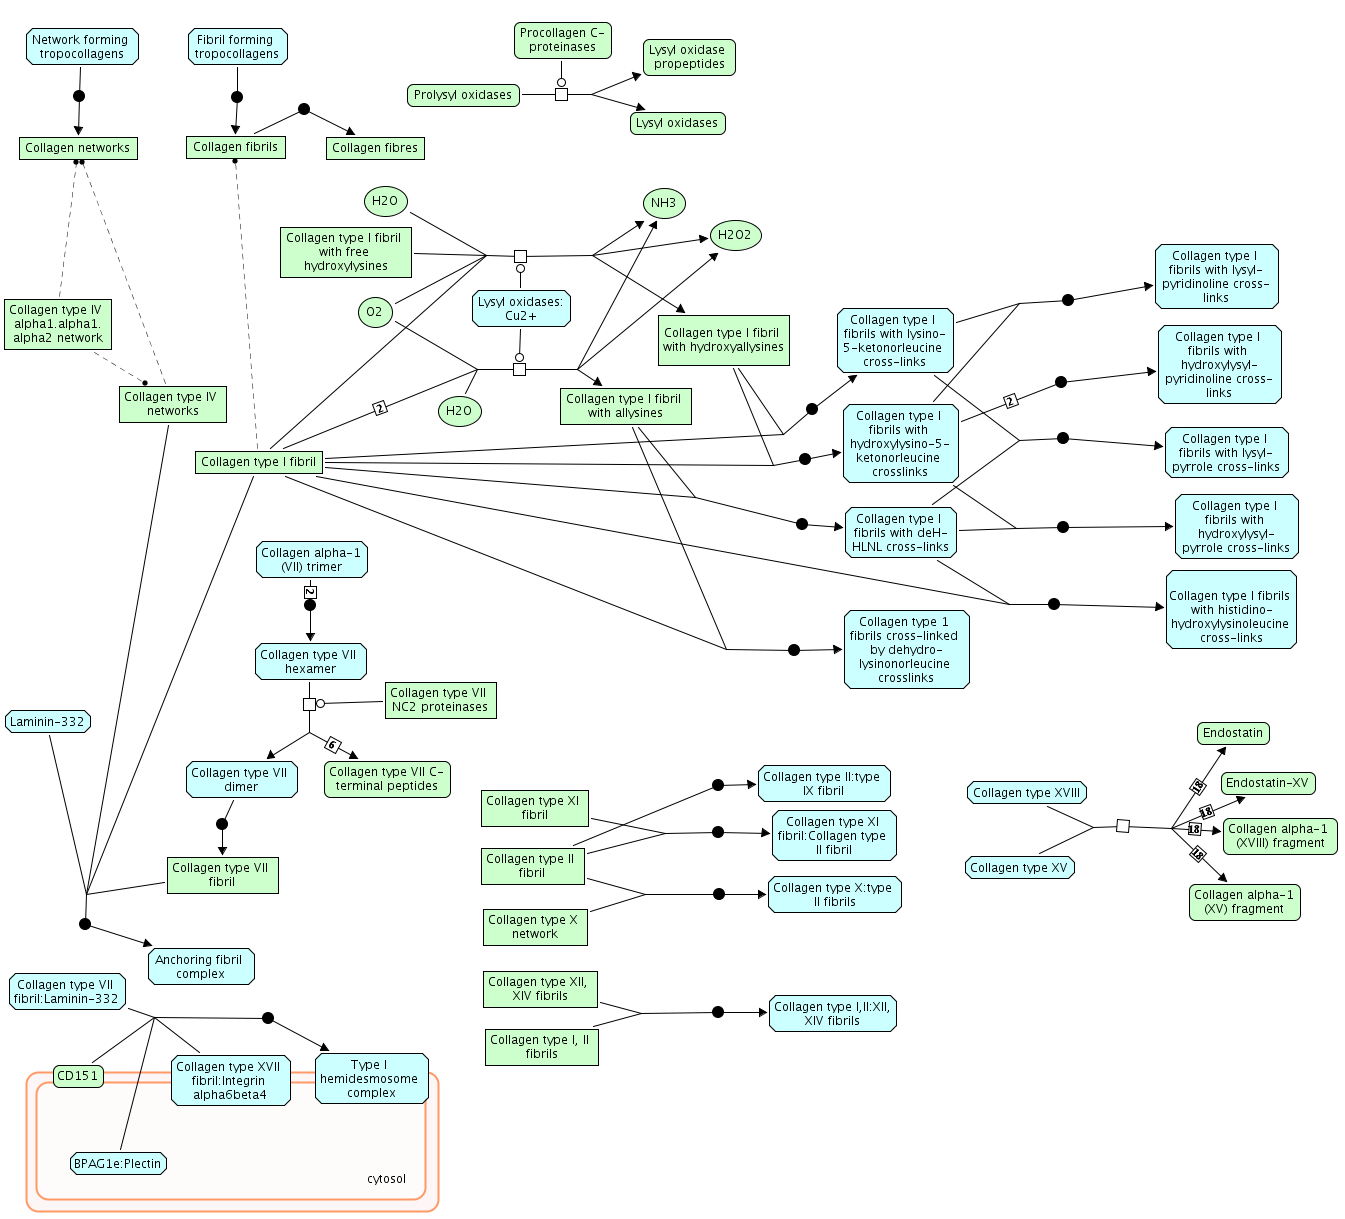 Network forming
tropocollagens
Fibril forming
tropocollagens
Procollagen C-
proteinases
Lysyl oxidase
propeptides
Prolysyl oxidases
Lysyl oxidases
Collagen networks
Collagen fibrils
Collagen fibres
H2O
NH3
H2O2
Collagen type I fibril
with free
hydroxylysines
O2
Lysyl oxidases:
Cu2+
Collagen type I fibril
with hydroxyallysines
Collagen type IV
alpha1.alpha1.
alpha2 network
Collagen type IV
networks
2
H2O
Collagen type I fibril
with allysines
Collagen type I fibril
Collagen type I
fibrils with lysino-
5-ketonorleucine
cross-links
Collagen type I
fibrils with
hydroxylysino-5-
ketonorleucine
crosslinks
2
Collagen type I
fibrils with deH-
HLNL cross-links
Collagen type 1
fibrils cross-linked
by dehydro-
lysinonorleucine
crosslinks
Collagen type I
fibrils with lysyl-
pyridinoline cross-
links
Collagen type I
fibrils with
hydroxylysyl-
pyridinoline cross-
links
Collagen type I
fibrils with lysyl-
pyrrole cross-links
Collagen type I
fibrils with
hydroxylysyl-
pyrrole cross-links
Collagen type I fibrils
with histidino-
hydroxylysinoleucine
cross-links
Collagen alpha-1
(VII) trimer
2
Collagen type VII
hexamer
Collagen type VII
NC2 proteinases
6
Collagen type VII
dimer
Collagen type VII C-
terminal peptides
Laminin-332
Collagen type VII
fibril
Anchoring fibril
complex
Collagen type VII
fibril:Laminin-332
CD151
Collagen type XVII
fibril:Integrin
alpha6beta4
Type I
hemidesmosome
complex
BPAG1e:Plectin
cytosol
Collagen type XI
fibril
Collagen type II
fibril
Collagen type X
network
Collagen type II:type
IX fibril
Collagen type XI
fibril:Collagen type
II fibril
Collagen type X:type
II fibrils
Collagen type XII,
XIV fibrils
Collagen type I, II
fibrils
Collagen type I,II:XII,
XIV fibrils
Collagen type XVIII
Collagen type XV
18
18
18
18
Endostatin
Endostatin-XV
Collagen alpha-1
(XVIII) fragment
Collagen alpha-1
(XV) fragment